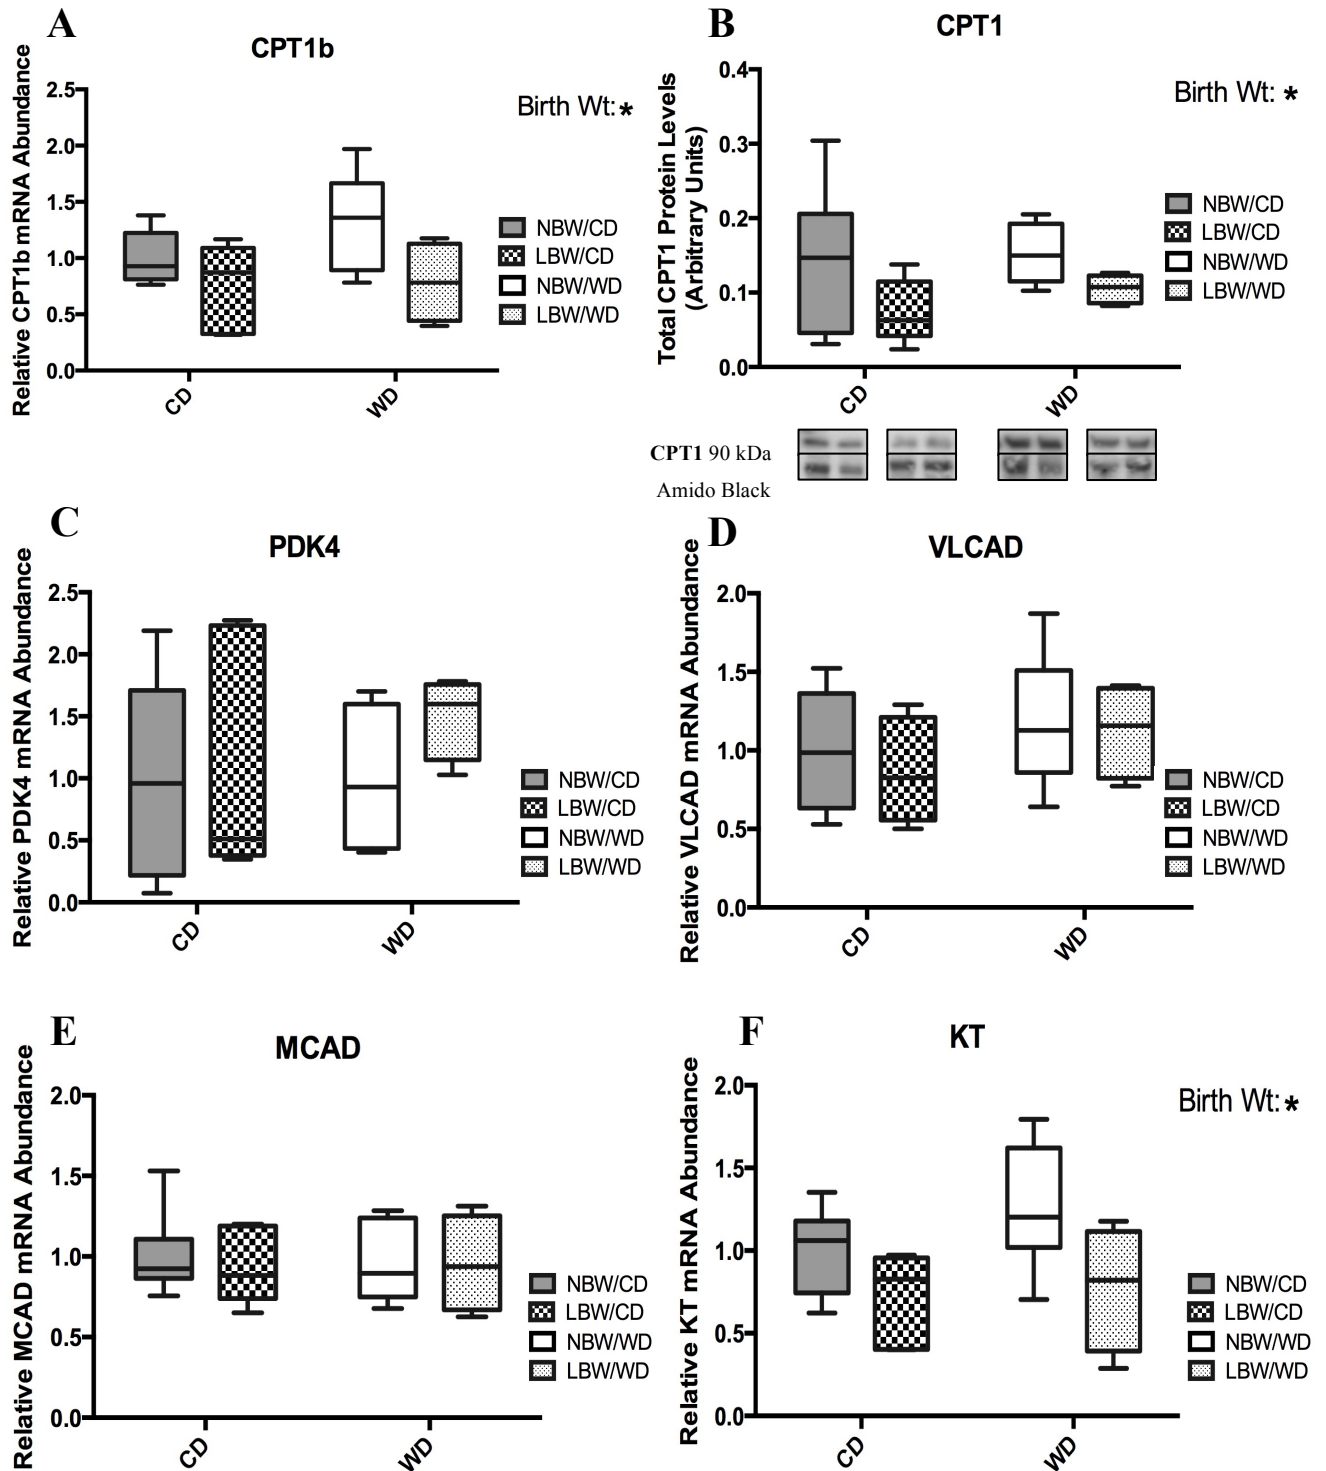 A
CPT1b
Relative CPT1b mRNA Abundance
2.5
2.0
1.5
1.0
0.5
0.0
CD
WD
Birth Wt:*
NBW/CD
LBW/CD
NBW/WD
LBW/WD
B
CPT1
Total CPT1 Protein Levels
(Arbitrary Units)
0.4
0.3
0.2
0.1
0.0
CD
WD
Birth Wt: *
NBW/CD
LBW/CD
NBW/WD
LBW/WD
CPT1 90 kDa
Amido Black
C
PDK4
Relative PDK4 mRNA Abundance
2.5
2.0
1.5
1.0
0.5
0.0
CD
WD
NBW/CD
LBW/CD
NBW/WD
LBW/WD
D
VLCAD
Relative VLCAD mRNA Abundance
2.0
1.5
1.0
0.5
0.0
CD
WD
NBW/CD
LBW/CD
NBW/WD
LBW/WD
E
MCAD
Relative MCAD mRNA Abundance
2.0
1.5
1.0
0.5
0.0
CD
WD
NBW/CD
LBW/CD
NBW/WD
LBW/WD
F
KT
Relative KT mRNA Abundance
2.0
1.5
1.0
0.5
0.0
CD
WD
Birth Wt:*
NBW/CD
LBW/CD
NBW/WD
LBW/WD